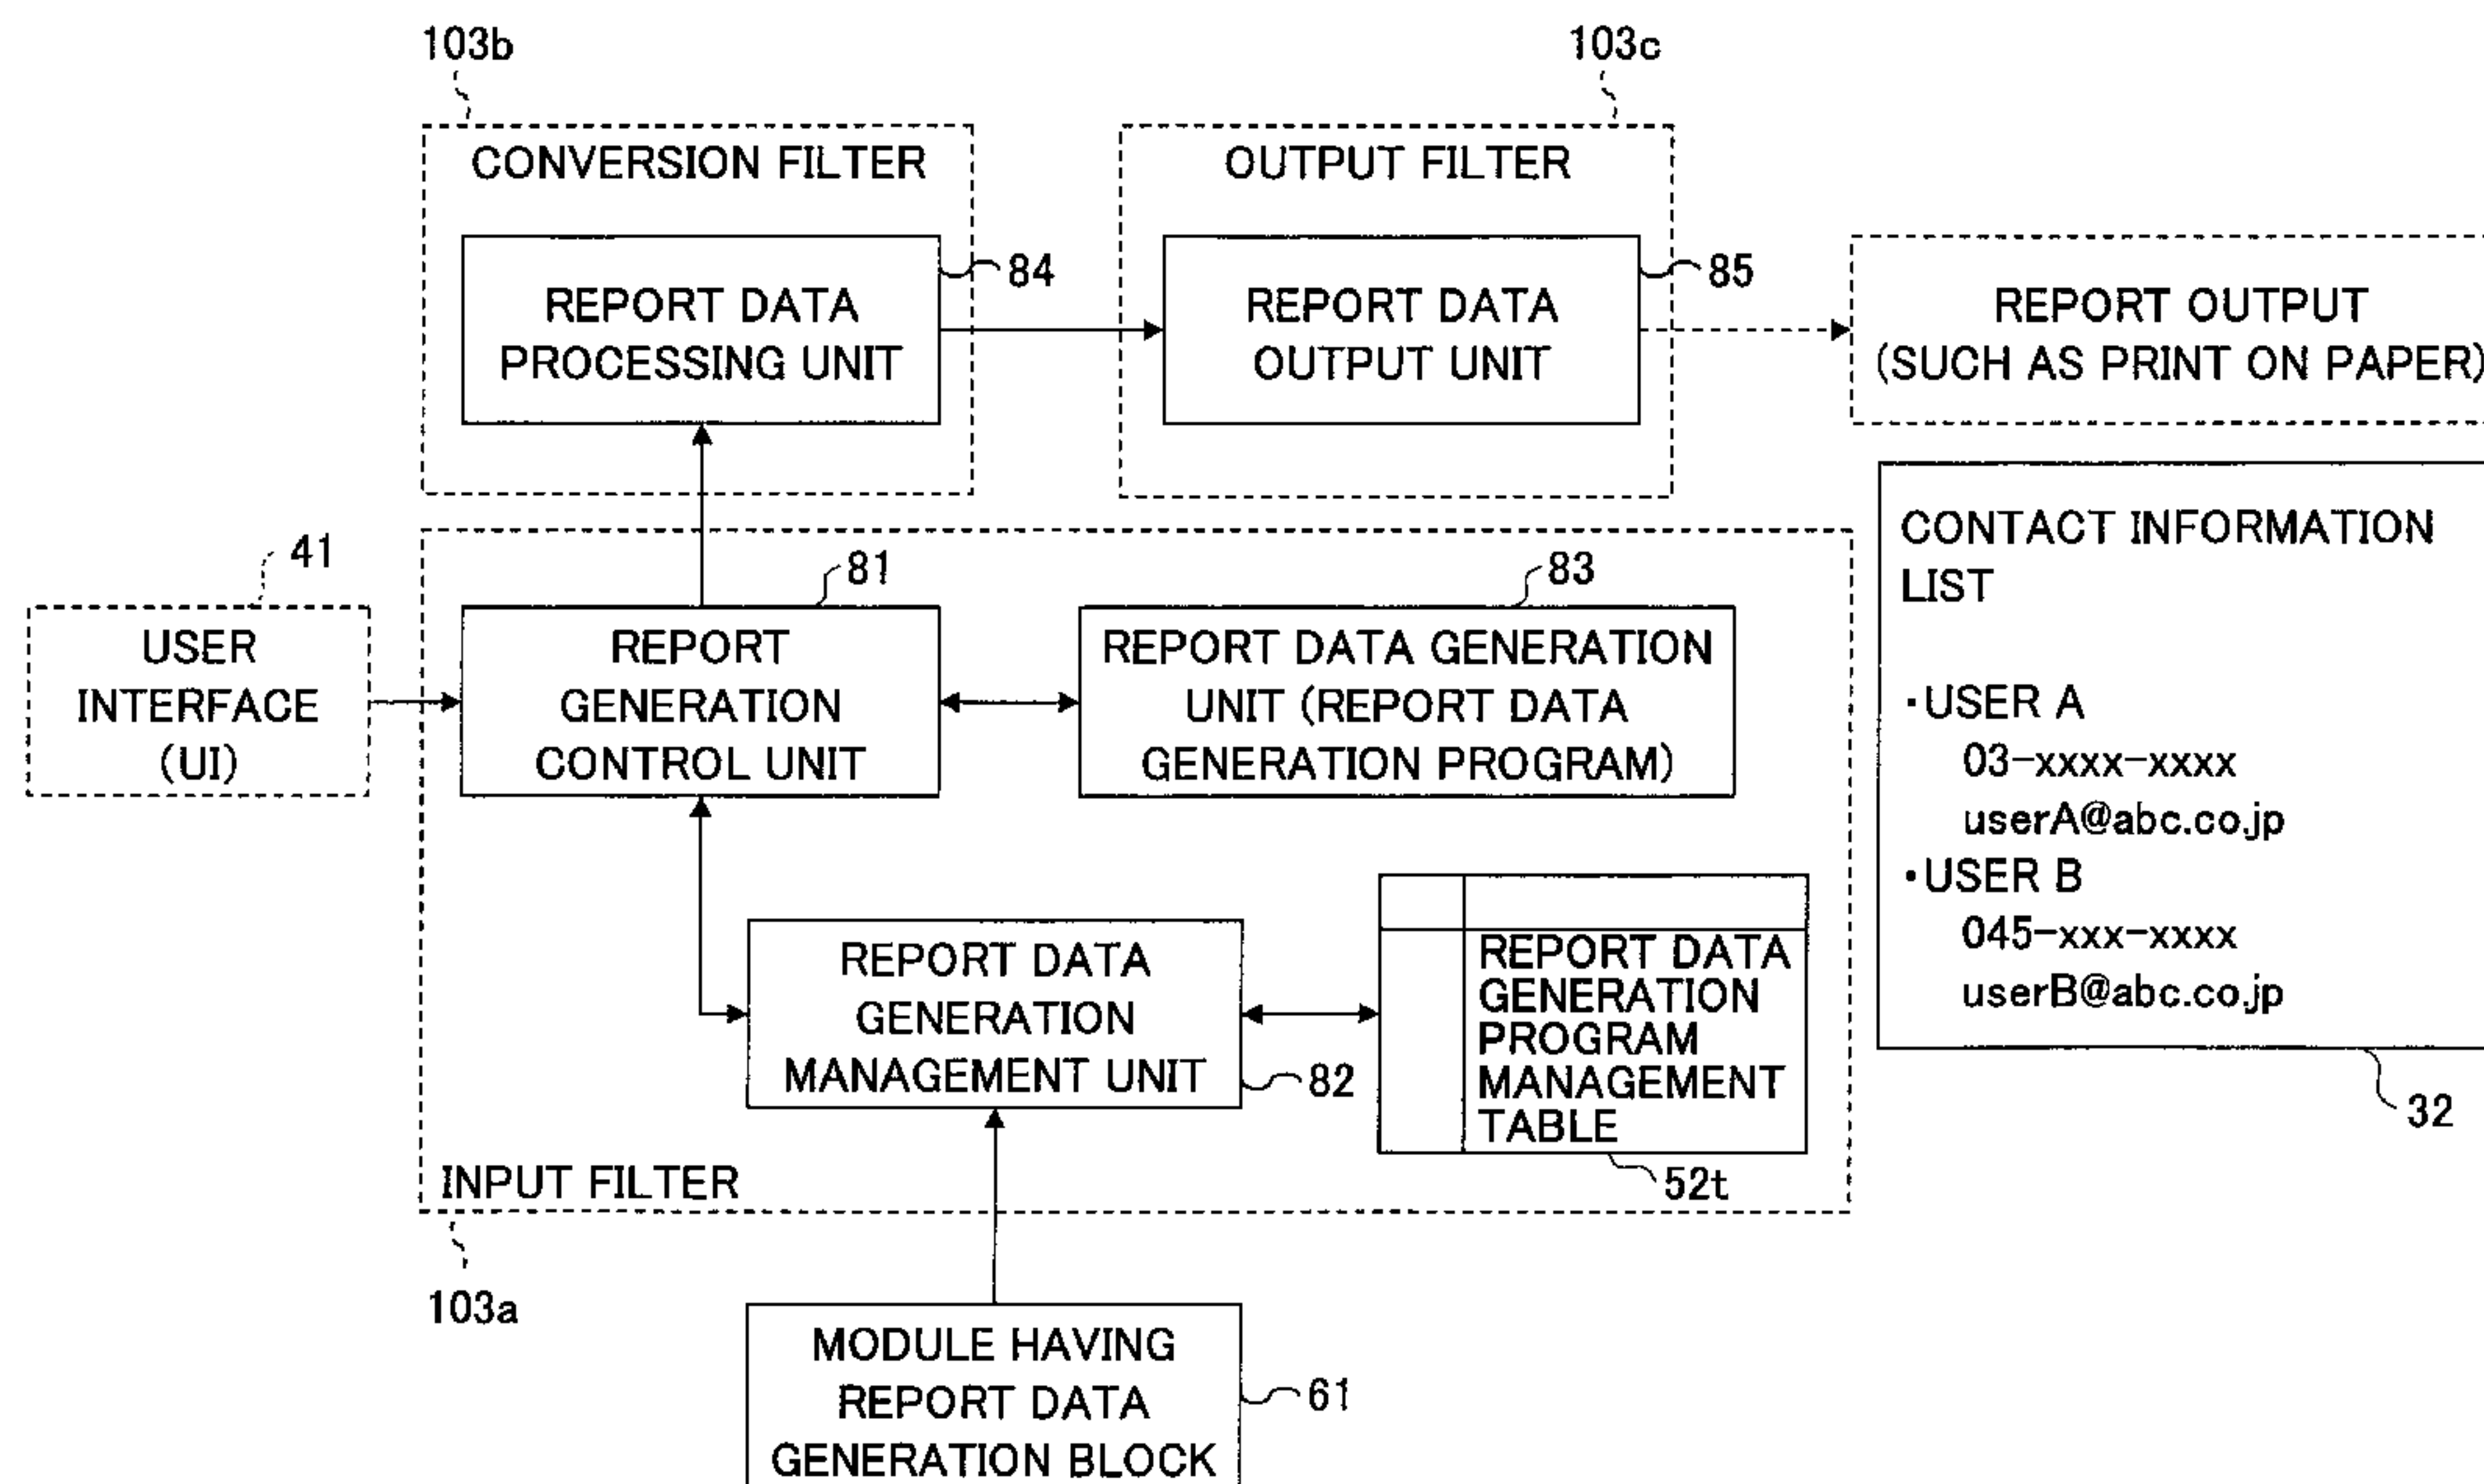 103b
103c
CONVERSION FILTER
OUTPUT FILTER
REPORT DATA
PROCESSING UNIT
84
REPORT DATA
OUTPUT UNIT
85
REPORT OUTPUT
(SUCH AS PRINT ON PAPER)
41
USER
INTERFACE
(UI)
81
REPORT
GENERATION
CONTROL UNIT
83
REPORT DATA GENERATION
UNIT (REPORT DATA
GENERATION PROGRAM)
REPORT DATA
GENERATION
MANAGEMENT UNIT
82
REPORT DATA
GENERATION
PROGRAM
MANAGEMENT
TABLE
52t
INPUT FILTER
103a
MODULE HAVING
REPORT DATA
GENERATION BLOCK
61
CONTACT INFORMATION
LIST
・USER A
03-xxxx-xxxx
userA@abc.co.jp
・USER B
045-xxx-xxxx
userB@abc.co.jp
32